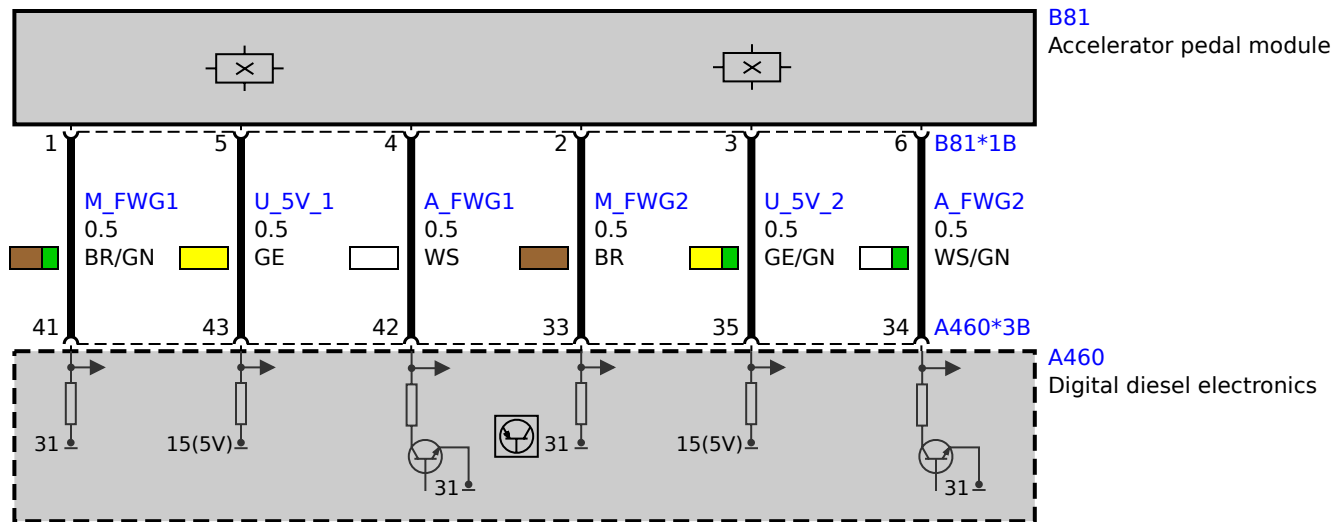 B81
Accelerator pedal module
1 5 4 2 3 6 B81*1B
M_FWG1 U_5V_1 A_FWG1 M_FWG2 U_5V_2 A_FWG2
0.5 0.5 0.5 0.5 0.5 0.5
BR/GN GE WS BR GE/GN WS/GN
41 43 42 33 35 34 A460*3B
A460
Digital diesel electronics
31 15(5V) 31 15(5V)
31 31